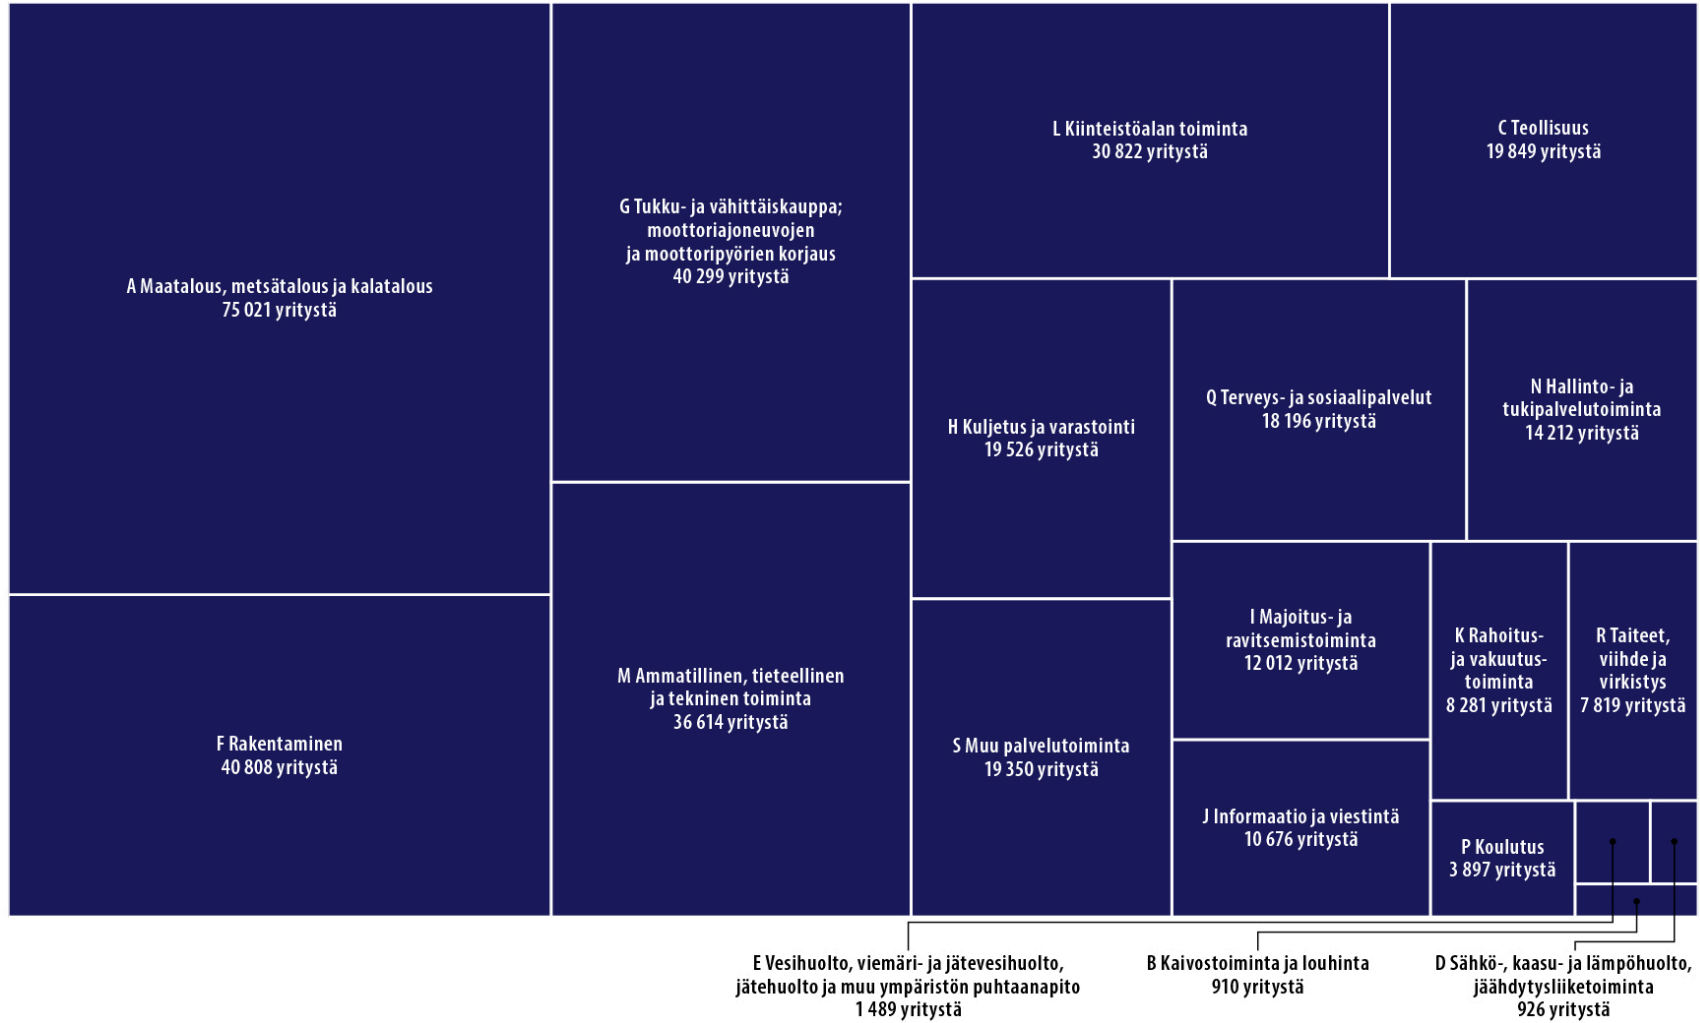 A Maatalous, metsätalous ja kalatalous
75 021 yritystä
F Rakentaminen
40 808 yritystä
G Tukku- ja vähittäiskauppa;
moottoriajoneuvojen
ja moottoripyörien korjaus
40 299 yritystä
M Ammatillinen, tieteellinen
ja tekninen toiminta
36 614 yritystä
L Kiinteistöalan toiminta
30 822 yritystä
C Teollisuus
19 849 yritystä
H Kuljetus ja varastointi
19 526 yritystä
S Muu palvelutoiminta
19 350 yritystä
Q Terveys- ja sosiaalipalvelut
18 196 yritystä
N Hallinto- ja
tukipalvelutoiminta
14 212 yritystä
I Majoitus- ja
ravitsemistoiminta
12 012 yritystä
J Informaatio ja viestintä
10 676 yritystä
K Rahoitus-
ja vakuutus-
toiminta
8 281 yritystä
R Taiteet,
viihde ja
virkistys
7 819 yritystä
P Koulutus
3 897 yritystä
E Vesihuolto, viemäri- ja jätevesihuolto,
jätehuolto ja muu ympäristön puhtaanapito
1 489 yritystä
B Kaivostoiminta ja louhinta
910 yritystä
D Sähkö-, kaasu- ja lämpöhuolto,
jäähdytysliiketoiminta
926 yritystä